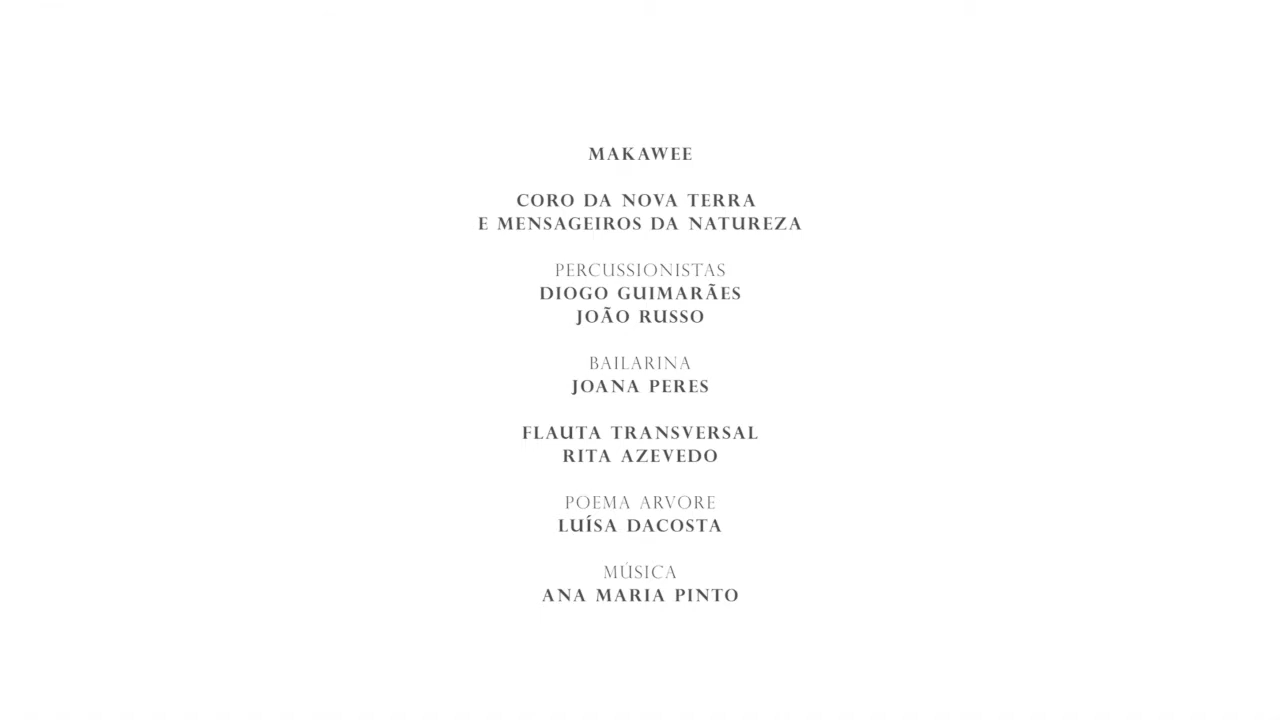 MAKAWEE
CORO DA NOVA TERRA
E MENSAGEIROS DA NATUREZA
PERCUSSIONISTAS
DIOGO GUIMARÃES
JOÃO RUSSO
BAILARINA
JOANA PERES
FLAUTA TRANSVERSAL
RITA AZEVEDO
POEMA ARVORE
LUÍSA DACOSTA
MÚSICA
ANA MARIA PINTO